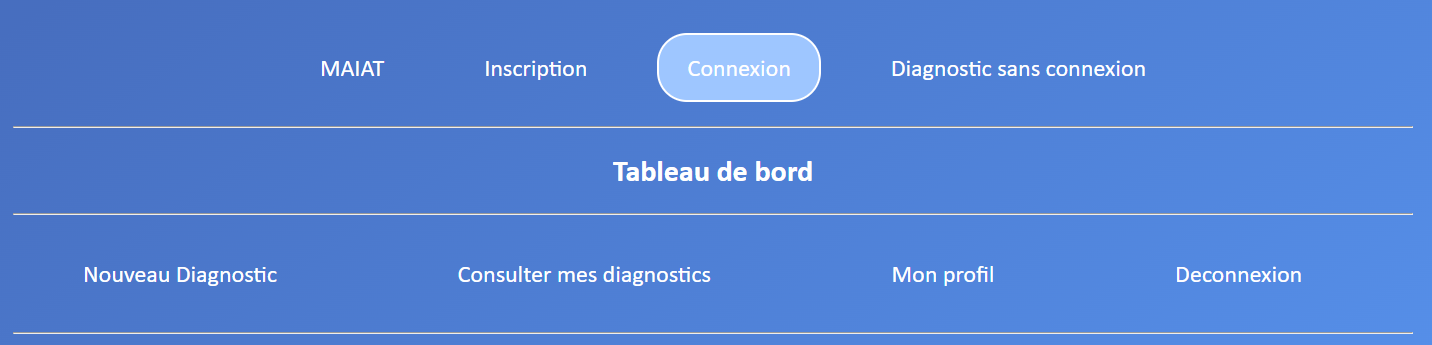 MAIAT Inscription Connexion Diagnostic sans connexion
Tableau de bord
Nouveau Diagnostic Consulter mes diagnostics Mon profil Deconnexion